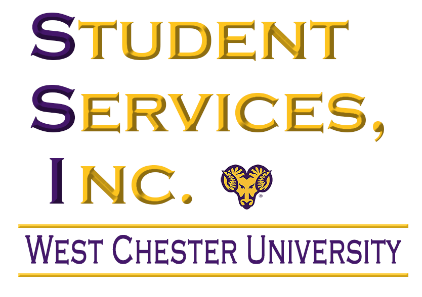 STUDENT
SERVICES,
INC.
WEST CHESTER UNIVERSITY